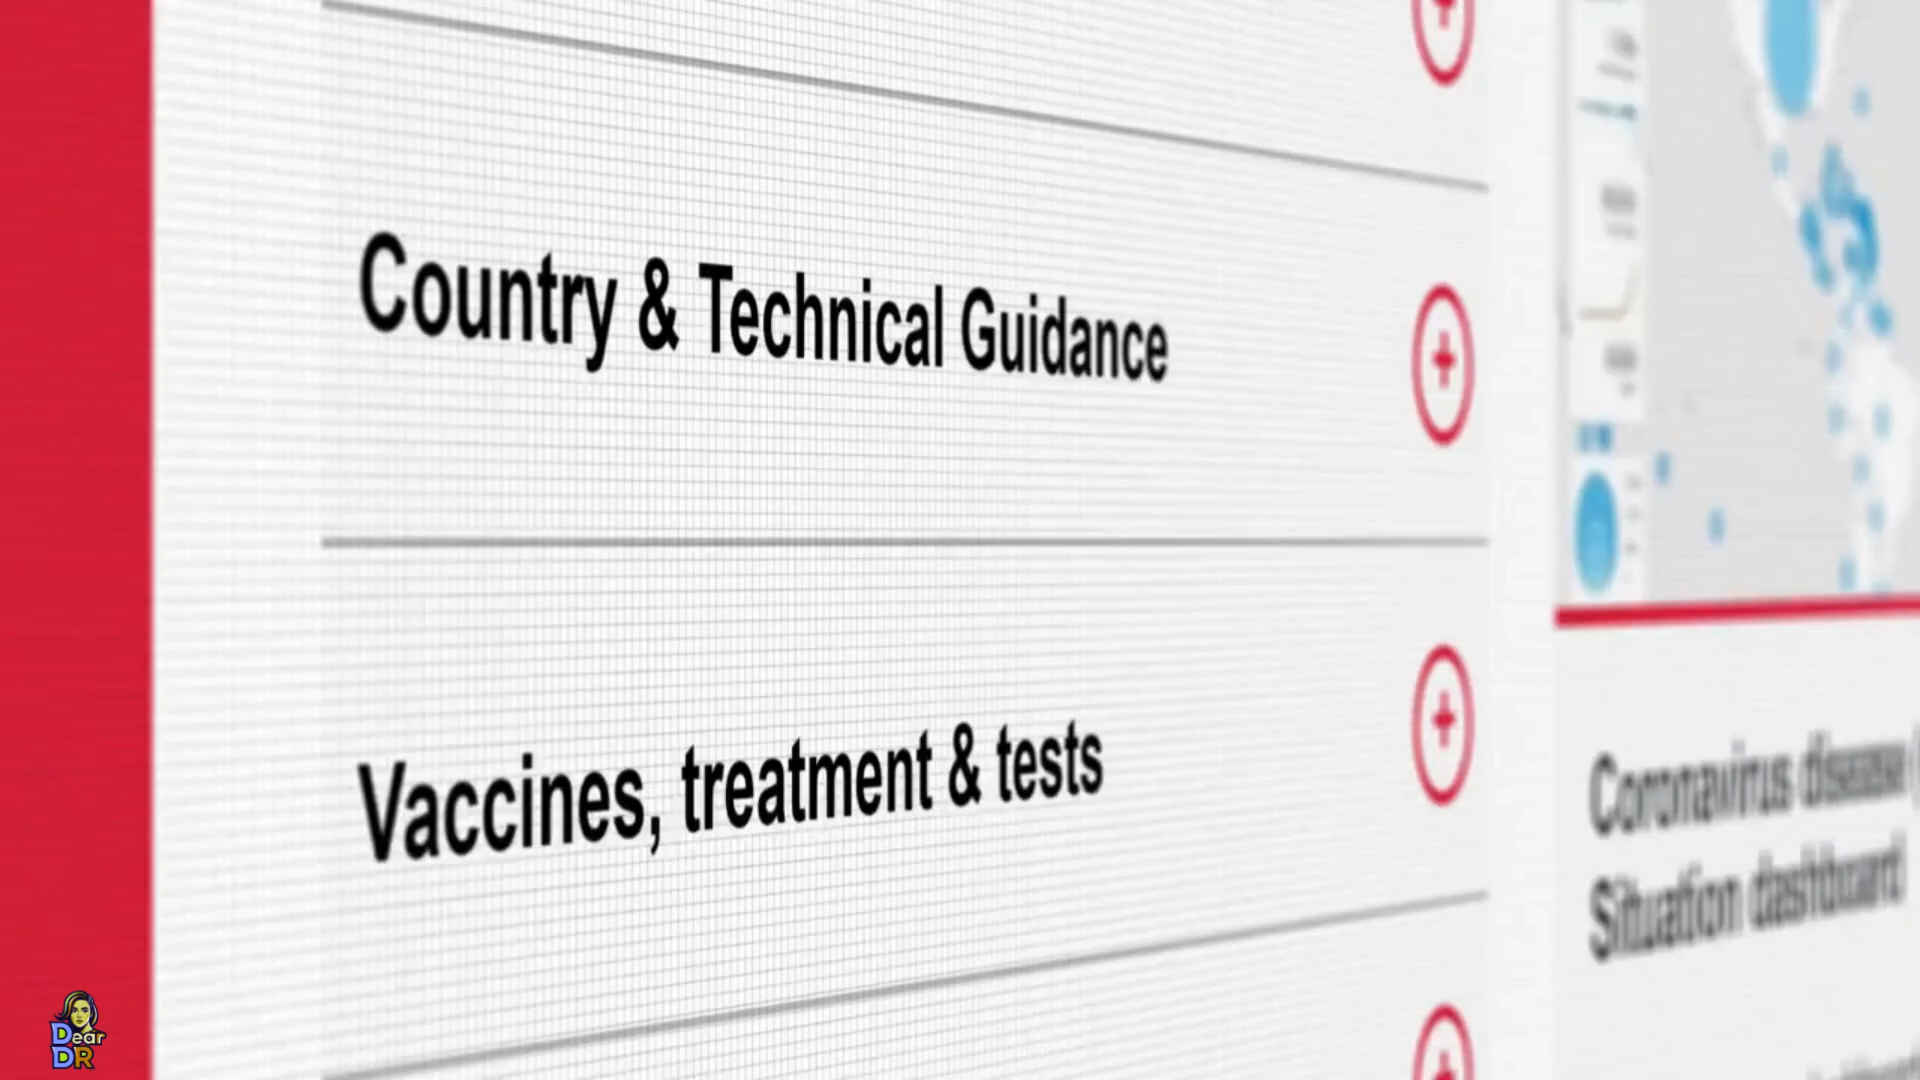 Country & Technical Guidance
Vaccines, treatment & tests
Coronavirus disease
Situation dashboard
Dear
DR